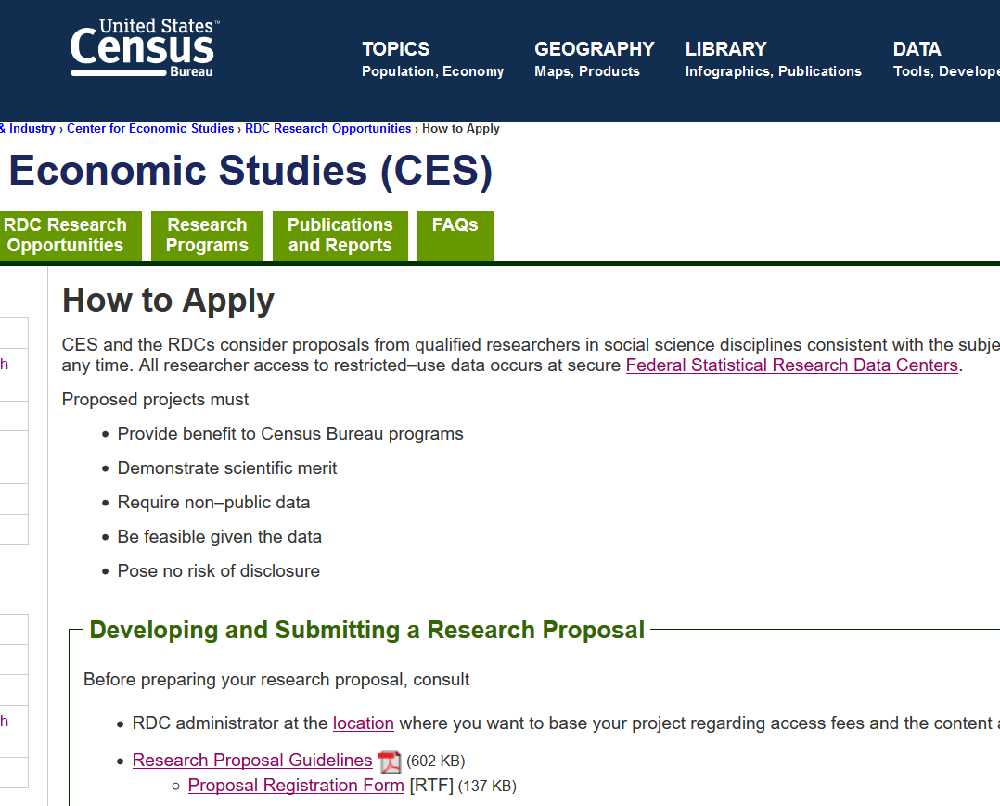 United States™
Census
Bureau
TOPICS
Population, Economy
GEOGRAPHY
Maps, Products
LIBRARY
Infographics, Publications
DATA
Tools, Develope
& Industry › Center for Economic Studies › RDC Research Opportunities › How to Apply
Economic Studies (CES)
RDC Research
Opportunities
Research
Programs
Publications
and Reports
FAQs
How to Apply
CES and the RDCs consider proposals from qualified researchers in social science disciplines consistent with the subje
any time. All researcher access to restricted–use data occurs at secure Federal Statistical Research Data Centers.
h
Proposed projects must
• Provide benefit to Census Bureau programs
• Demonstrate scientific merit
• Require non–public data
• Be feasible given the data
• Pose no risk of disclosure
Developing and Submitting a Research Proposal
Before preparing your research proposal, consult
• RDC administrator at the location where you want to base your project regarding access fees and the content a
h
• Research Proposal Guidelines (602 KB)
◦ Proposal Registration Form [RTF] (137 KB)